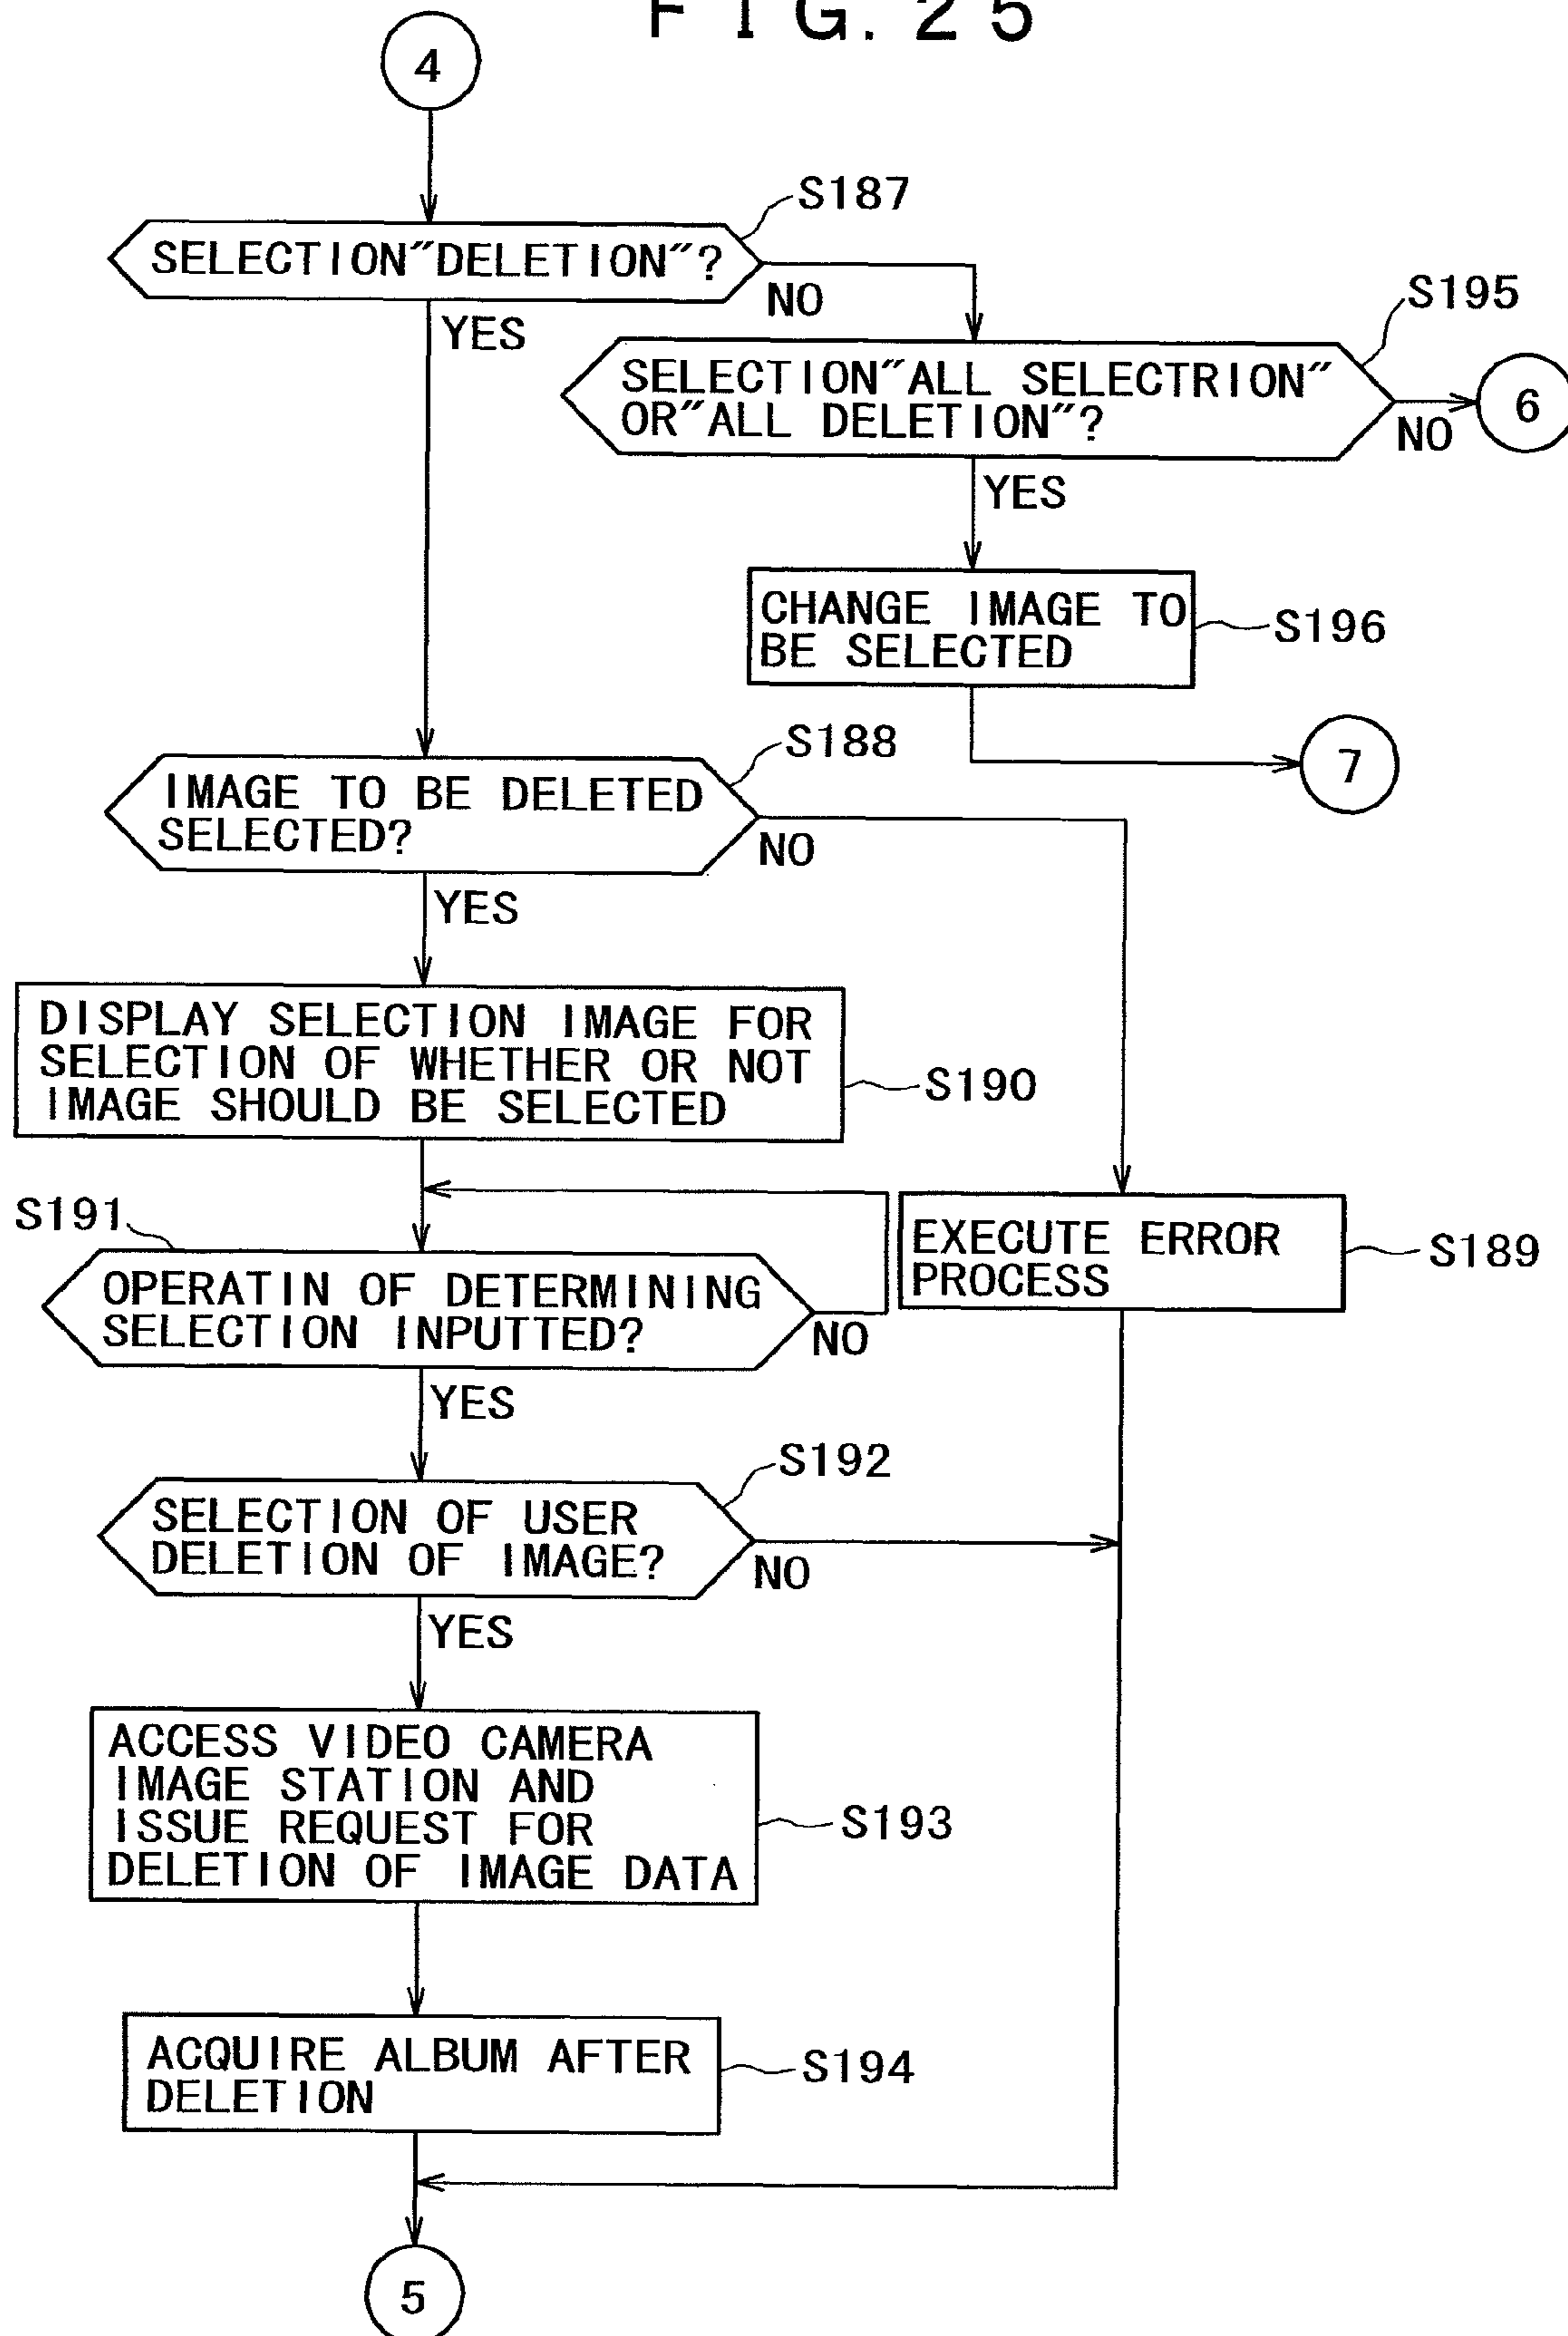 FIG. 25
4
S187
SELECTION"DELETION"?
NO
YES
S195
SELECTION"ALL SELECTRION"
OR"ALL DELETION"?
NO
6
YES
CHANGE IMAGE TO
BE SELECTED
S196
7
S188
IMAGE TO BE DELETED
SELECTED?
NO
YES
DISPLAY SELECTION IMAGE FOR
SELECTION OF WHETHER OR NOT
IMAGE SHOULD BE SELECTED
S190
S191
OPERATIN OF DETERMINING
SELECTION INPUTTED?
NO
YES
EXECUTE ERROR
PROCESS
S189
S192
SELECTION OF USER
DELETION OF IMAGE?
NO
YES
ACCESS VIDEO CAMERA
IMAGE STATION AND
ISSUE REQUEST FOR
DELETION OF IMAGE DATA
S193
ACQUIRE ALBUM AFTER
DELETION
S194
5